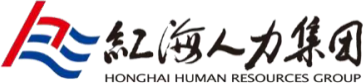 紅海人力集团
HONGHAI HUMAN RESOURCES GROUP